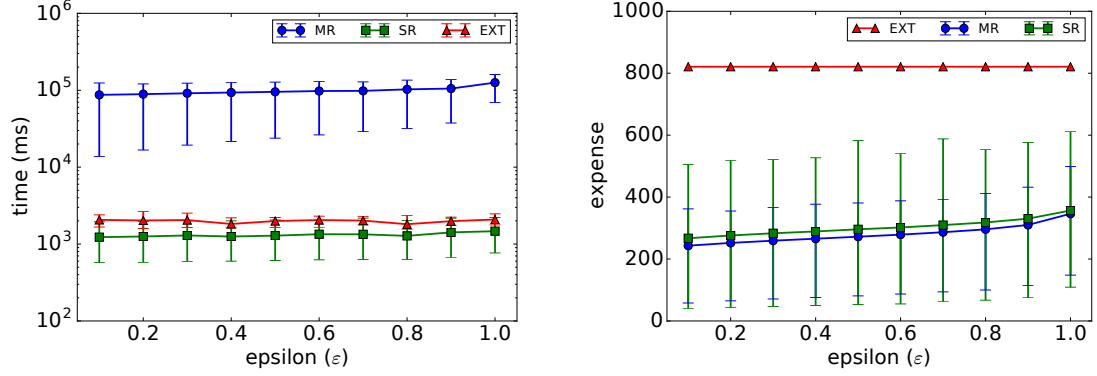 10^6
10^5
10^4
10^3
10^2
time (ms)
MR SR EXT
0.2 0.4 0.6 0.8 1.0
epsilon (ε)
1000
800
600
400
200
0
expense
EXT MR SR
0.2 0.4 0.6 0.8 1.0
epsilon (ε)